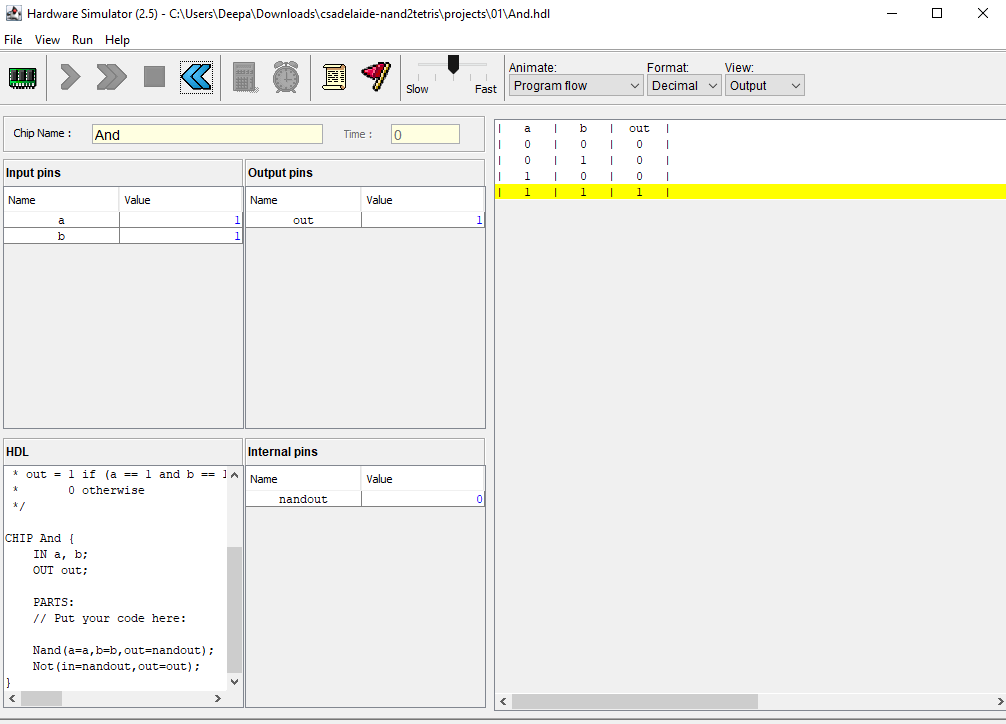 Hardware Simulator (2.5) - C:\Users\Deepa\Downloads\csadelaide-nand2tetris\projects\01\And.hdl
File View Run Help
Slow Fast
Animate: Format: View:
Program flow Decimal Output
Chip Name : And Time : 0
Input pins
Name Value
a 1
b 1
Output pins
Name Value
out 1
HDL
* out = 1 if (a == 1 and b == 1
* 0 otherwise
*/
CHIP And {
IN a, b;
OUT out;
PARTS:
// Put your code here:
Nand(a=a,b=b,out=nandout);
Not(in=nandout,out=out);
}
Internal pins
Name Value
nandout 0
| a | b | out |
| 0 | 0 | 0 |
| 0 | 1 | 0 |
| 1 | 0 | 0 |
| 1 | 1 | 1 |